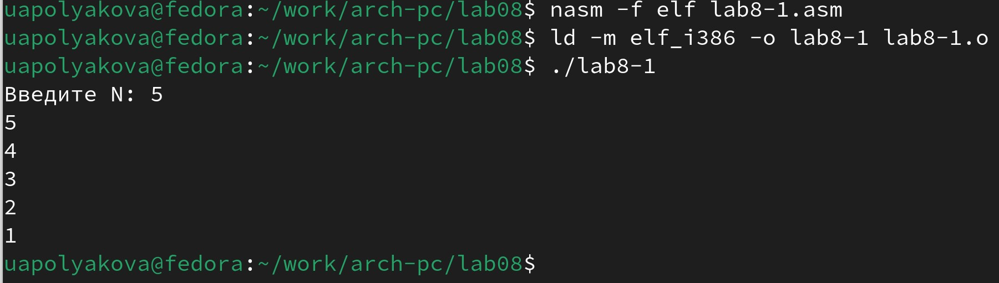 uapolyakova@fedora:~/work/arch-pc/lab08$ nasm -f elf lab8-1.asm
uapolyakova@fedora:~/work/arch-pc/lab08$ ld -m elf_i386 -o lab8-1 lab8-1.o
uapolyakova@fedora:~/work/arch-pc/lab08$ ./lab8-1
Введите N: 5
5
4
3
2
1
uapolyakova@fedora:~/work/arch-pc/lab08$